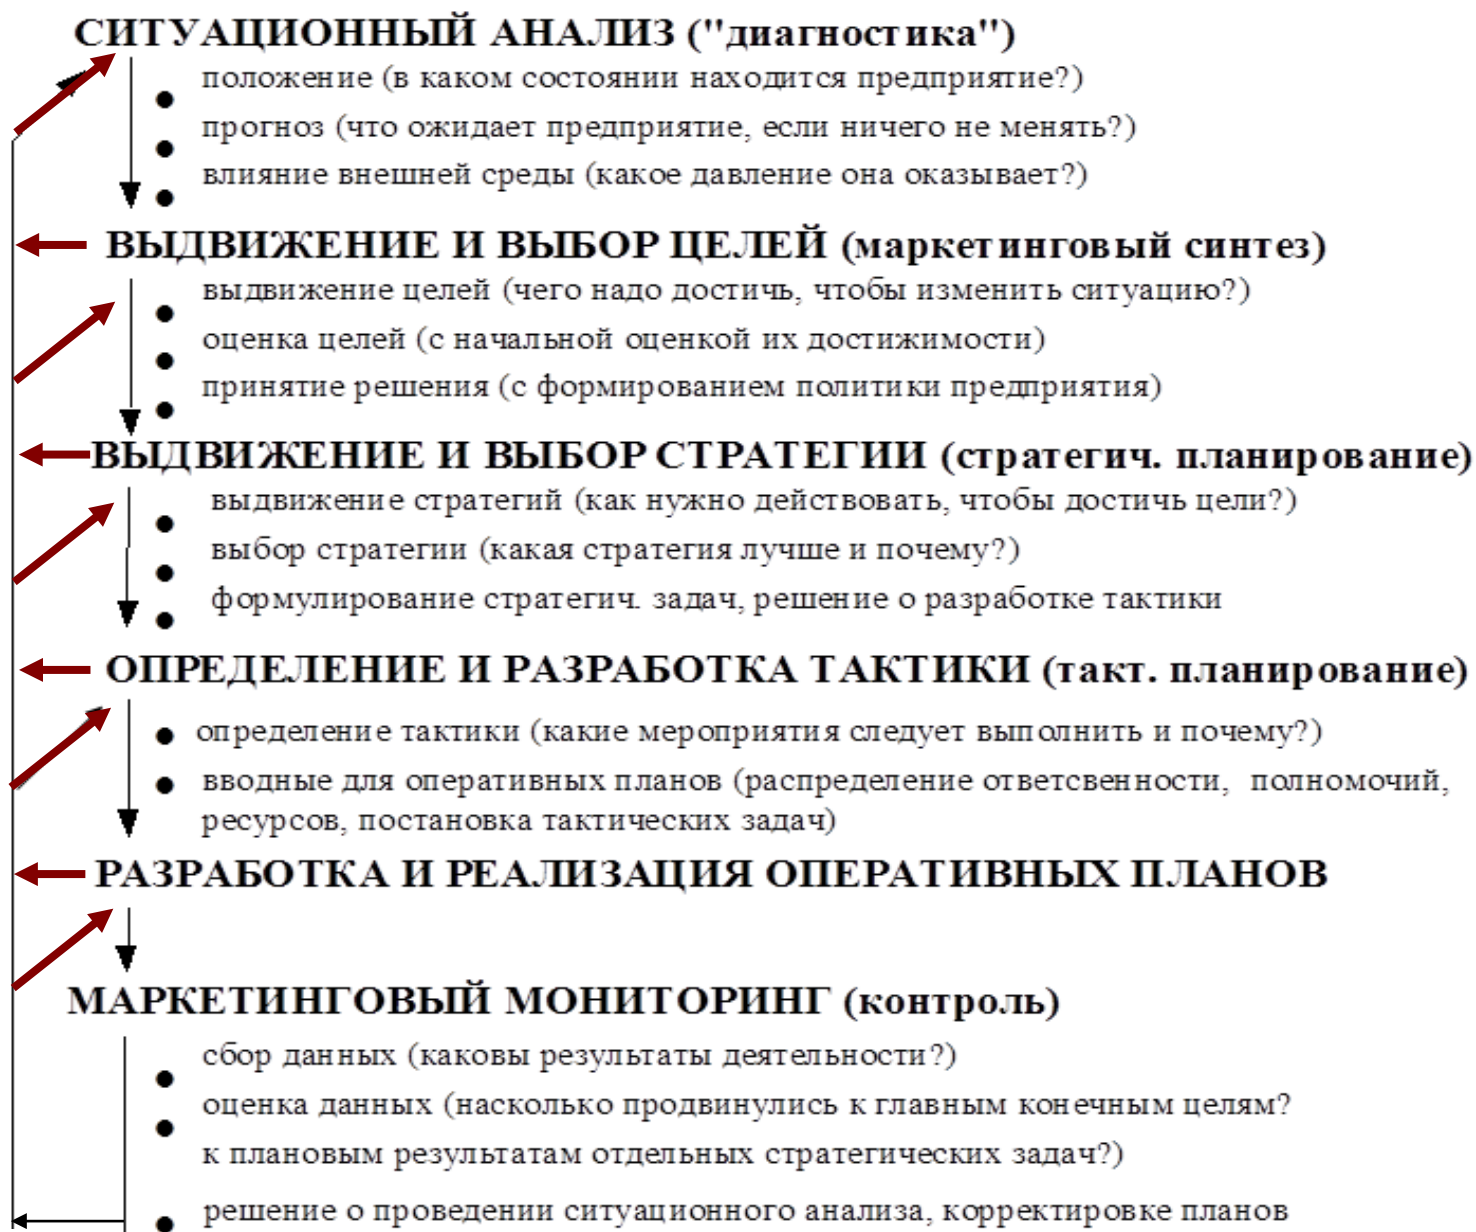 СИТУАЦИОННЫЙ АНАЛИЗ ("диагностика")
положение (в каком состоянии находится предприятие?)
прогноз (что ожидает предприятие, если ничего не менять?)
влияние внешней среды (какое давление она оказывает?)
ВЫДВИЖЕНИЕ И ВЫБОР ЦЕЛЕЙ (маркетинговый синтез)
выдвижение целей (чего надо достичь, чтобы изменить ситуацию?)
оценка целей (с начальной оценкой их достижимости)
принятие решения (с формированием политики предприятия)
ВЫДВИЖЕНИЕ И ВЫБОР СТРАТЕГИИ (стратегич. планирование)
выдвижение стратегий (как нужно действовать, чтобы достичь цели?)
выбор стратегии (какая стратегия лучше и почему?)
формулирование стратегич. задач, решение о разработке тактики
ОПРЕДЕЛЕНИЕ И РАЗРАБОТКА ТАКТИКИ (такт. планирование)
определение тактики (какие мероприятия следует выполнить и почему?)
вводные для оперативных планов (распределение ответсвенности, полномочий,
ресурсов, постановка тактических задач)
РАЗРАБОТКА И РЕАЛИЗАЦИЯ ОПЕРАТИВНЫХ ПЛАНОВ
МАРКЕТИНГОВЫЙ МОНИТОРИНГ (контроль)
сбор данных (каковы результаты деятельности?)
оценка данных (насколько продвинулись к главным конечным целям?
к плановым результатам отдельных стратегических задач?)
решение о проведении ситуационного анализа, корректировке планов